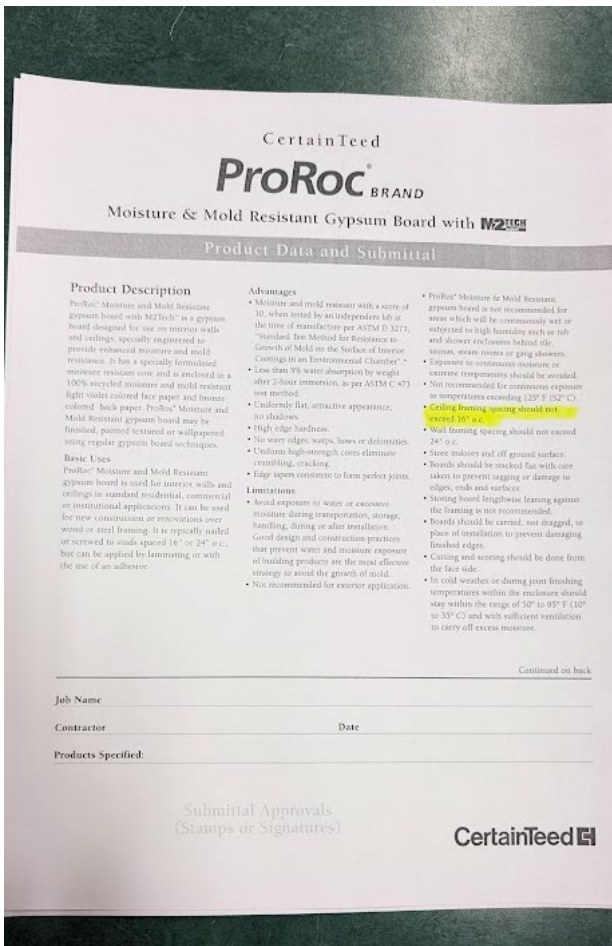 CertainTeed
ProRoc® BRAND
Moisture & Mold Resistant Gypsum Board with M2TECH
Product Data and Submittal
Product Description
ProRoc® Moisture and Mold Resistant
gypsum board with M2Tech® is a gypsum
board designed for use on interior walls
and ceilings, specially engineered to
provide enhanced moisture and mold
resistance. It has a specially formulated
moisture resistant core and is enclosed in a
100% recycled moisture and mold resistant
light violet colored face paper and bronze
colored back paper. ProRoc® Moisture and
Mold Resistant gypsum board may be
finished, painted textured or wallpapered
using regular gypsum board techniques.
Basic Uses
ProRoc® Moisture and Mold Resistant
gypsum board is used for interior walls and
ceilings in standard residential, commercial
or institutional applications. It can be used
for new construction or renovations over
wood or steel framing. It is typically nailed
or screwed to studs spaced 16" or 24" o.c.,
but can be applied by laminating or with
the use of an adhesive.
Advantages
• Moisture and mold resistant with a score of
10, when tested by an independent lab at
the time of manufacture per ASTM D 3273,
"Standard Test Method for Resistance to
Growth of Mold on the Surface of Interior
Coatings in an Environmental Chamber".*
• Less than 5% water absorption by weight
after 2-hour immersion, as per ASTM C 473
test method.
• Uniformly flat, attractive appearance;
no shadows.
• High edge hardness.
• No wavy edges, warps, bows or deformities.
• Uniform high-strength cores eliminate
crumbling, cracking.
• Edge tapers consistent to form perfect joints.
Limitations
• Avoid exposure to water or excessive
moisture during transportation, storage,
handling, during or after installation.
Good design and construction practices
that prevent water and moisture exposure
of building products are the most effective
strategy to avoid the growth of mold.
• Not recommended for exterior application.
• ProRoc® Moisture & Mold Resistant
gypsum board is not recommended for
areas which will be continuously wet or
subjected to high humidity such as tub
and shower enclosures behind tile,
saunas, steam rooms or gang showers.
• Exposure to continuous moisture or
extreme temperatures should be avoided.
• Not recommended for continuous exposure
to temperatures exceeding 125° F (52° C).
• Ceiling framing spacing should not
exceed 16" o.c.
• Wall framing spacing should not exceed
24" o.c.
• Store indoors and off ground surface.
• Boards should be stacked flat with care
taken to prevent sagging or damage to
edges, ends and surfaces.
• Storing board lengthwise leaning against
the framing is not recommended.
• Boards should be carried, not dragged, to
place of installation to prevent damaging
finished edges.
• Cutting and scoring should be done from
the face side.
• In cold weather or during joint finishing
temperatures within the enclosure should
stay within the range of 50° to 95° F (10°
to 35° C) and with sufficient ventilation
to carry off excess moisture.
Continued on back
Job Name
Contractor Date
Products Specified:
Submittal Approvals
(Stamps or Signatures)
CertainTeed